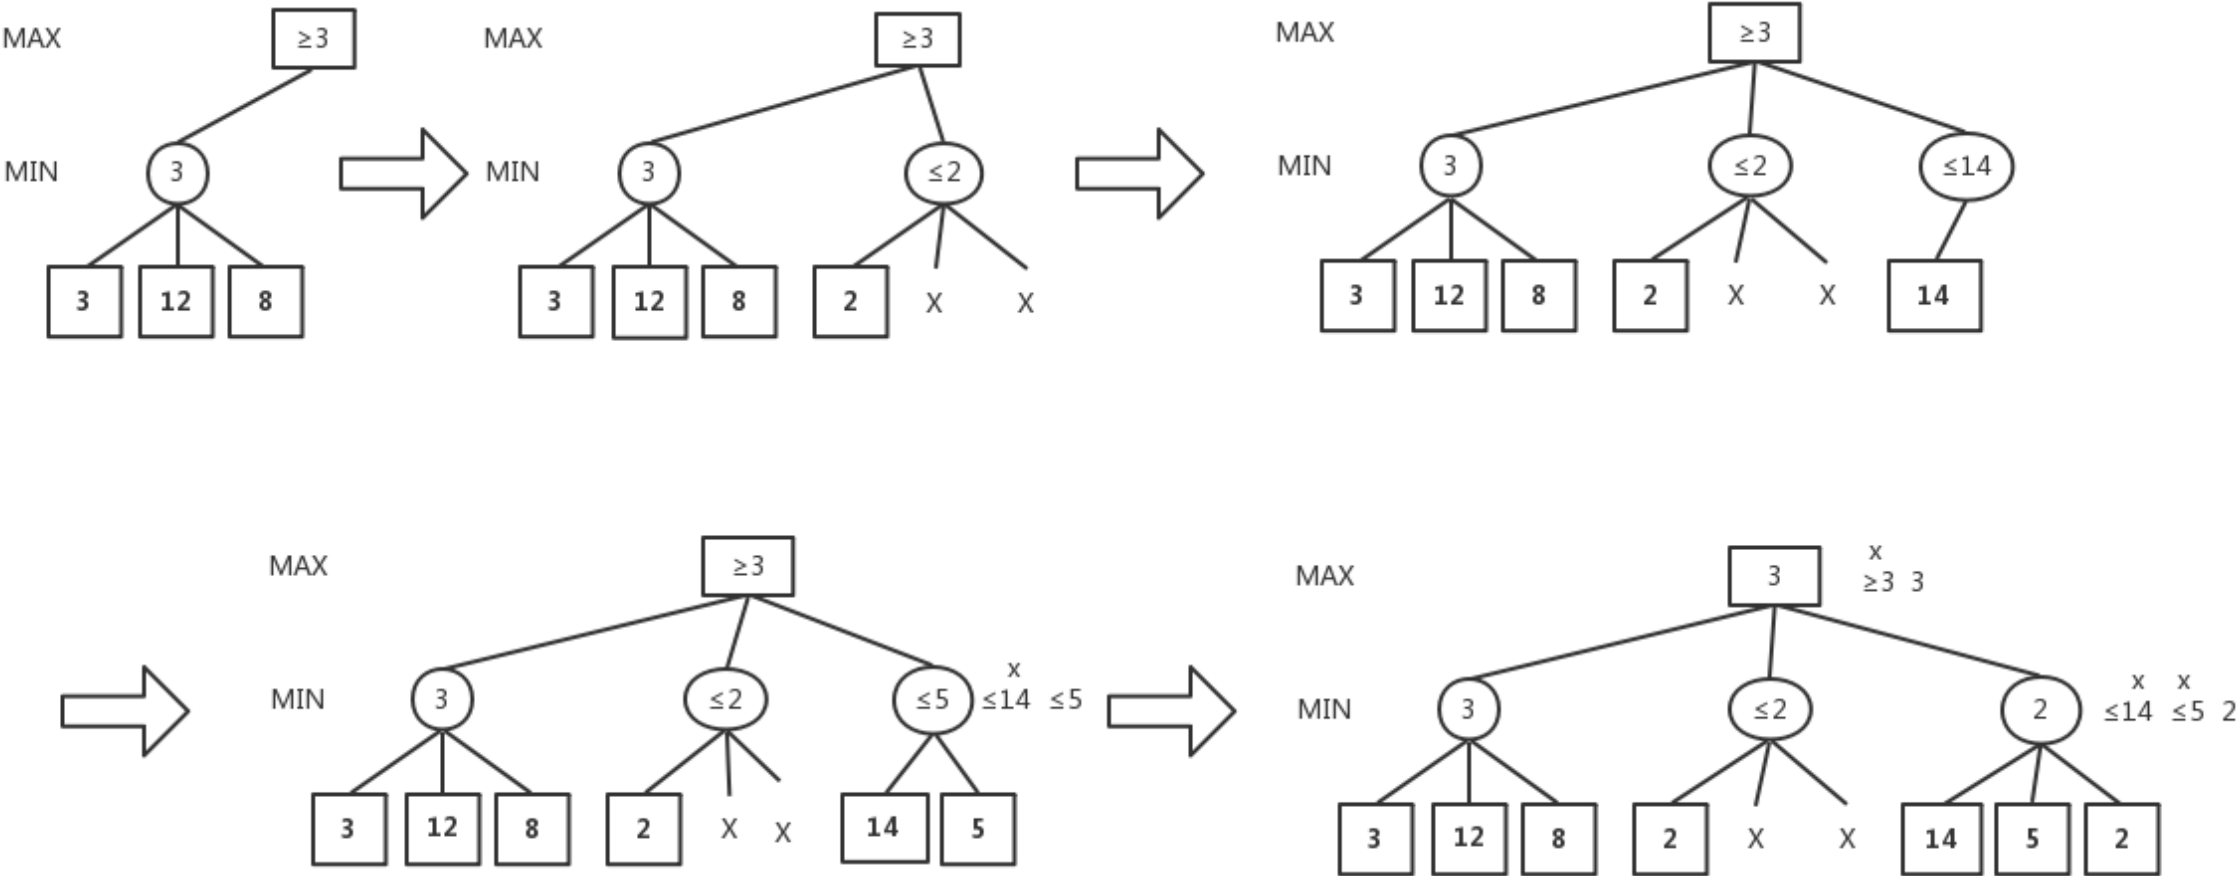 MAX ≥3 MAX ≥3 MAX ≥3
MIN 3 MIN 3 ≤2 MIN 3 ≤2 ≤14
3 12 8 3 12 8 2 X X 3 12 8 2 X X 14
MAX ≥3 MAX 3 x
≥3 3
MIN 3 ≤2 ≤5 x
≤14 ≤5
MIN 3 ≤2 2 x x
≤14 ≤5 2
3 12 8 2 X X 14 5 3 12 8 2 X X 14 5 2